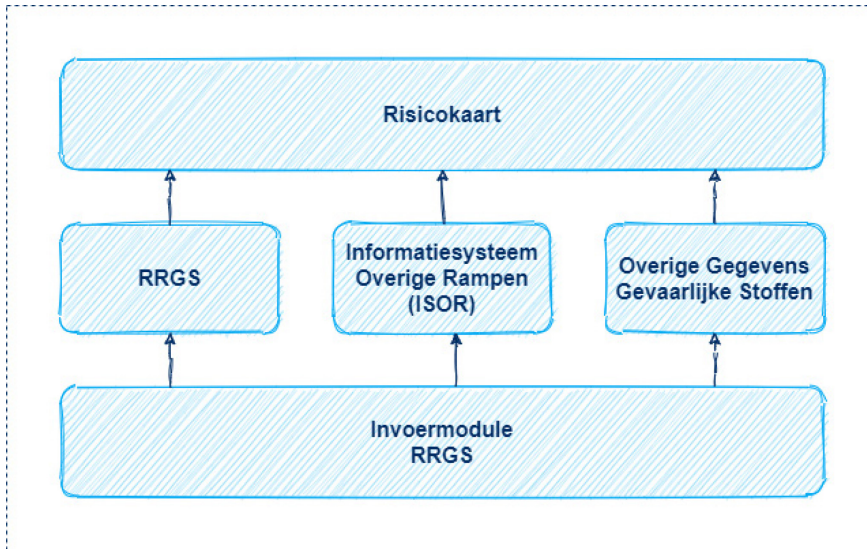 Risicokaart
RRGS
Informatiesysteem
Overige Rampen
(ISOR)
Overige Gegevens
Gevaarlijke Stoffen
Invoermodule
RRGS